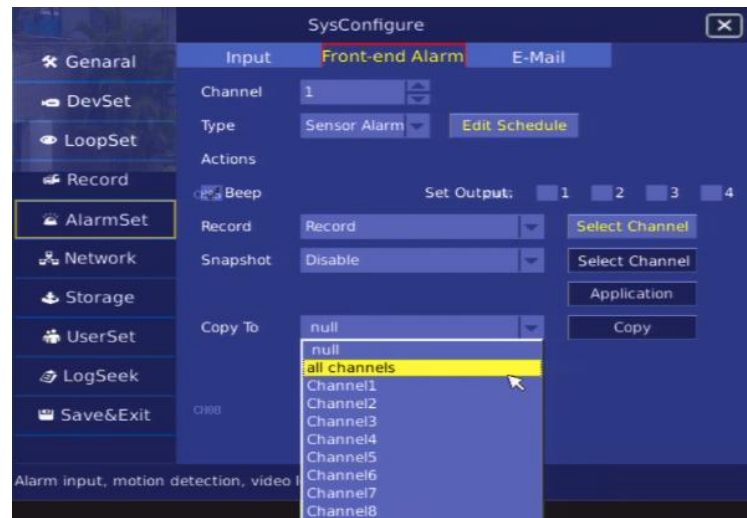 SysConfigure
Genaral
DevSet
LoopSet
Record
AlarmSet
Network
Storage
UserSet
LogSeek
Save&Exit
Input Front-end Alarm E-Mail
Channel 1
Type Sensor Alarm Edit Schedule
Actions
Beep Set Output: 1 2 3 4
Record Record Select Channel
Snapshot Disable Select Channel
Application
Copy To null Copy
null
all channels
Channel1
Channel2
Channel3
Channel4
Channel5
Channel6
Channel7
Channel8
Alarm input, motion detection, video